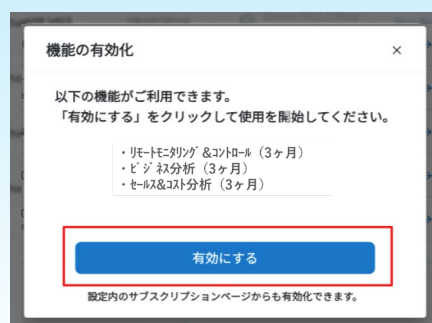 機能の有効化
×
以下の機能がご利用できます。
「有効にする」をクリックして使用を開始してください。
・ﾘﾓｰﾄﾓﾆﾀﾘﾝｸﾞ&ｺﾝﾄﾛｰﾙ（3ヶ月）
・ﾋﾞｼﾞﾈｽ分析（3ヶ月）
・ｾｰﾙｽ&ｺｽﾄ分析（3ヶ月）
有効にする
設定内のサブスクリプションページからも有効化できます。